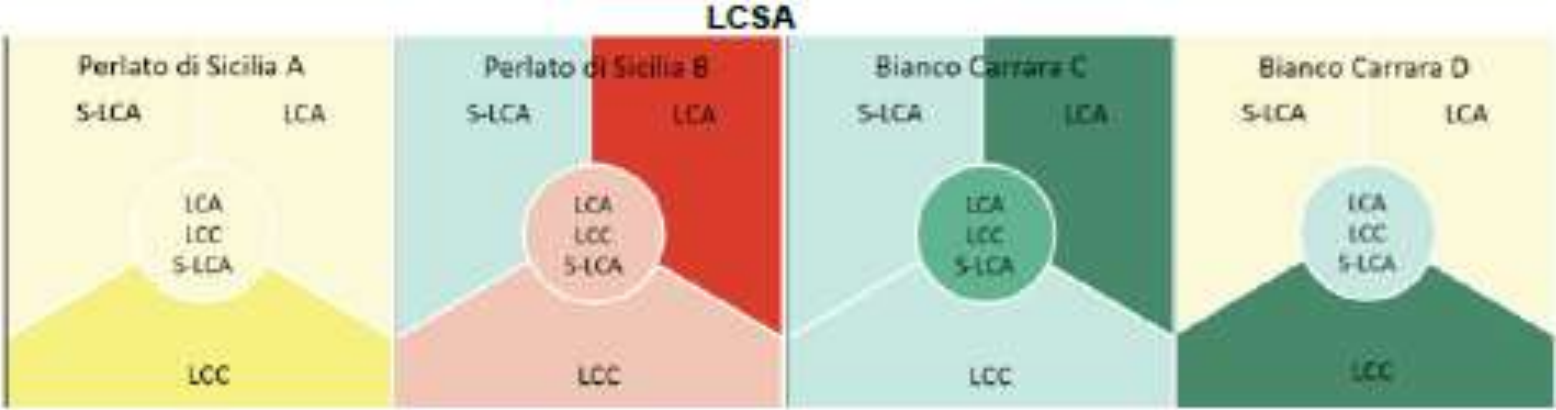 LCSA
Perlato di Sicilia A
S-LCA LCA
LCA
LCC
S-LCA
LCC
Perlato di Sicilia B
S-LCA LCA
LCA
LCC
S-LCA
LCC
Bianco Carrara C
S-LCA LCA
LCA
LCC
S-LCA
LCC
Bianco Carrara D
S-LCA LCA
LCA
LCC
S-LCA
LCC